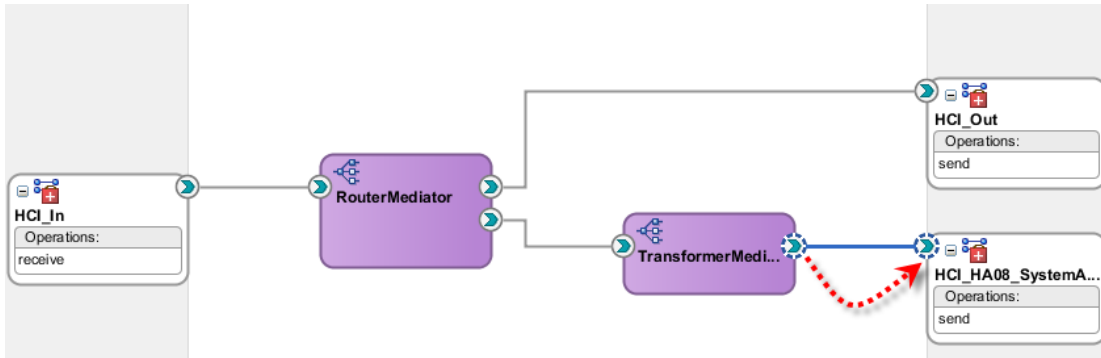 HCI_In
Operations:
receive
RouterMediator
TransformerMedi...
HCI_Out
Operations:
send
HCI_HA08_SystemA...
Operations:
send